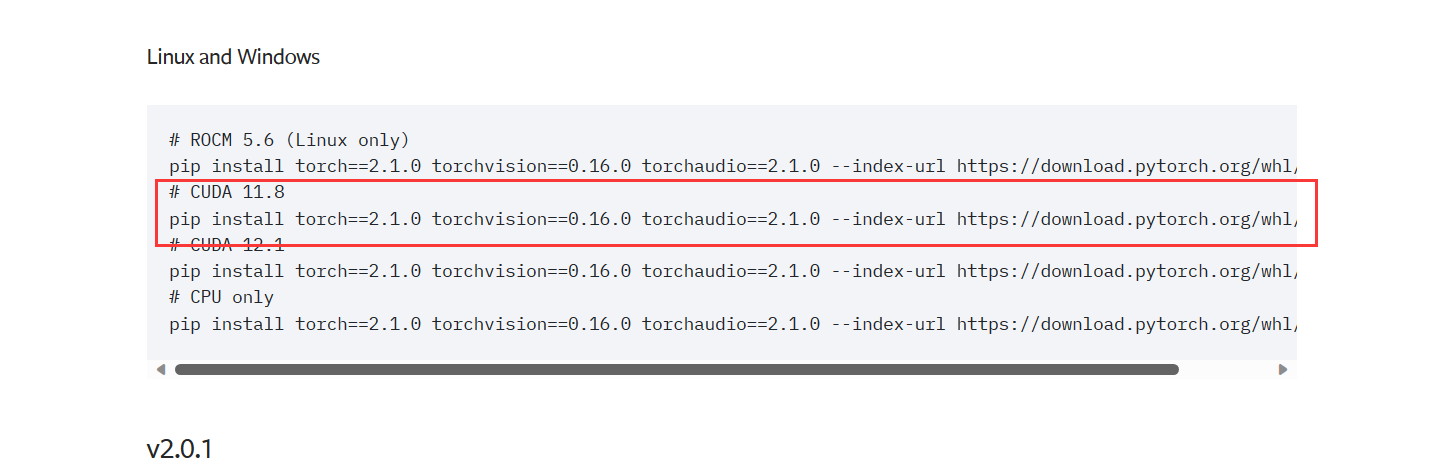 Linux and Windows
# ROCM 5.6 (Linux only)
pip install torch==2.1.0 torchvision==0.16.0 torchaudio==2.1.0 --index-url https://download.pytorch.org/whl/
# CUDA 11.8
pip install torch==2.1.0 torchvision==0.16.0 torchaudio==2.1.0 --index-url https://download.pytorch.org/whl/
# CUDA 12.1
pip install torch==2.1.0 torchvision==0.16.0 torchaudio==2.1.0 --index-url https://download.pytorch.org/whl/
# CPU only
pip install torch==2.1.0 torchvision==0.16.0 torchaudio==2.1.0 --index-url https://download.pytorch.org/whl/
v2.0.1